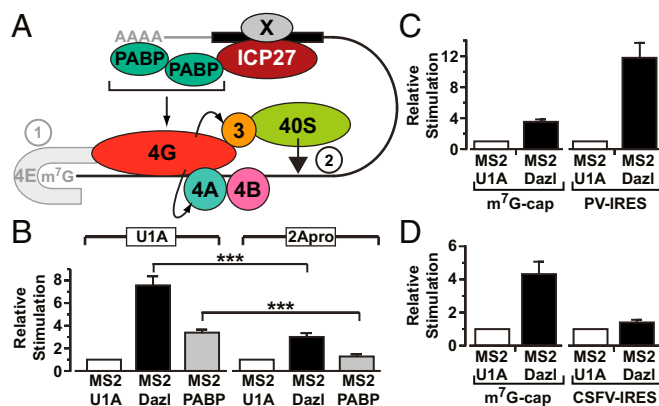 A
AAAA
X
PABP
PABP
ICP27
1
3
40S
4G
2
4E
m7G
4A
4B
B
U1A
2Apro
***
***
Relative
Stimulation
8
6
4
2
0
MS2 MS2 MS2 MS2 MS2 MS2
U1A Dazl PABP U1A Dazl PABP
C
Relative
Stimulation
12
8
4
0
MS2 MS2 MS2 MS2
U1A Dazl U1A Dazl
m7G-cap PV-IRES
D
Relative
Stimulation
6
4
2
0
MS2 MS2 MS2 MS2
U1A Dazl U1A Dazl
m7G-cap CSFV-IRES